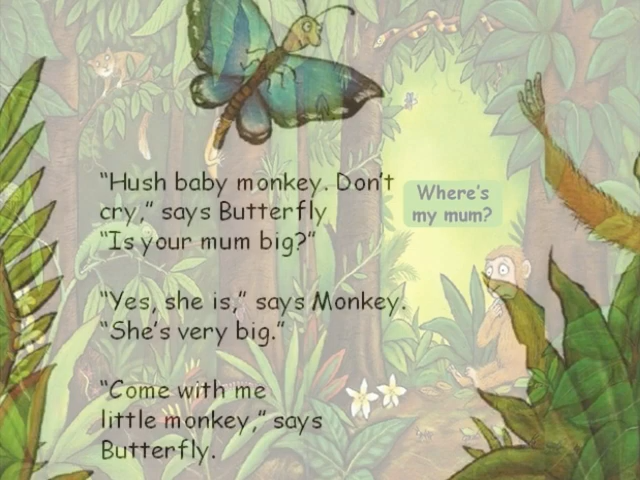 “Hush baby monkey. Don’t
cry,” says Butterfly
“Is your mum big?”
Where’s
my mum?
“Yes, she is,” says Monkey.
“She’s very big.”
“Come with me
little monkey,” says
Butterfly.